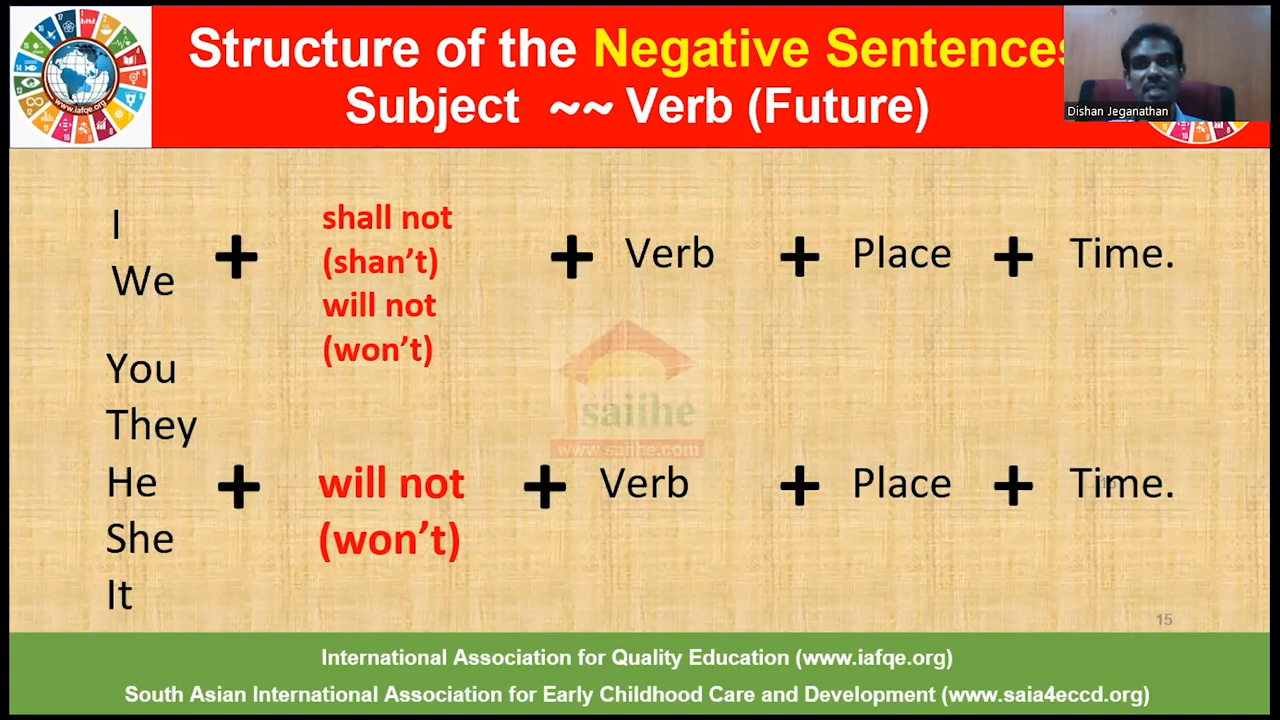 Structure of the Negative Sentences
Subject ~~ Verb (Future)
Dishan Jeganathan
www.iafqe.org
I
We
+
shall not
(shan’t)
will not
(won’t)
+ Verb + Place + Time.
You
They
He
She
It
+
will not
(won’t)
+ Verb + Place + Time.
saiihe
www.saiihe.com
15
International Association for Quality Education (www.iafqe.org)
South Asian International Association for Early Childhood Care and Development (www.saia4eccd.org)